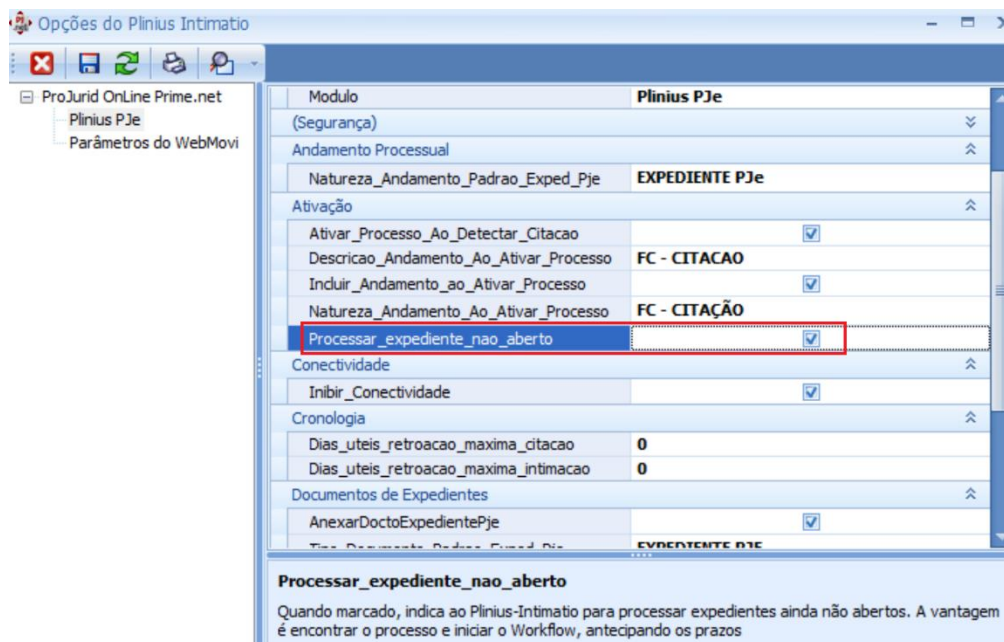 Opções do Plinius Intimatio
ProJurid OnLine Prime.net
Plinius PJe
Parâmetros do WebMovi
Modulo Plinius PJe
(Segurança)
Andamento Processual
Natureza_Andamento_Padrao_Exped_Pje EXPEDIENTE PJe
Ativação
Ativar_Processo_Ao_Detectar_Citacao
Descricao_Andamento_Ao_Ativar_Processo FC - CITACAO
Incluir_Andamento_ao_Ativar_Processo
Natureza_Andamento_Ao_Ativar_Processo FC - CITAÇÃO
Processar_expediente_nao_aberto
Conectividade
Inibir_Conectividade
Cronologia
Dias_uteis_retroacao_maxima_citacao 0
Dias_uteis_retroacao_maxima_intimacao 0
Documentos de Expedientes
AnexarDoctoExpedientePje
Processar_expediente_nao_aberto
Quando marcado, indica ao Plinius-Intimatio para processar expedientes ainda não abertos. A vantagem
é encontrar o processo e iniciar o Workflow, antecipando os prazos